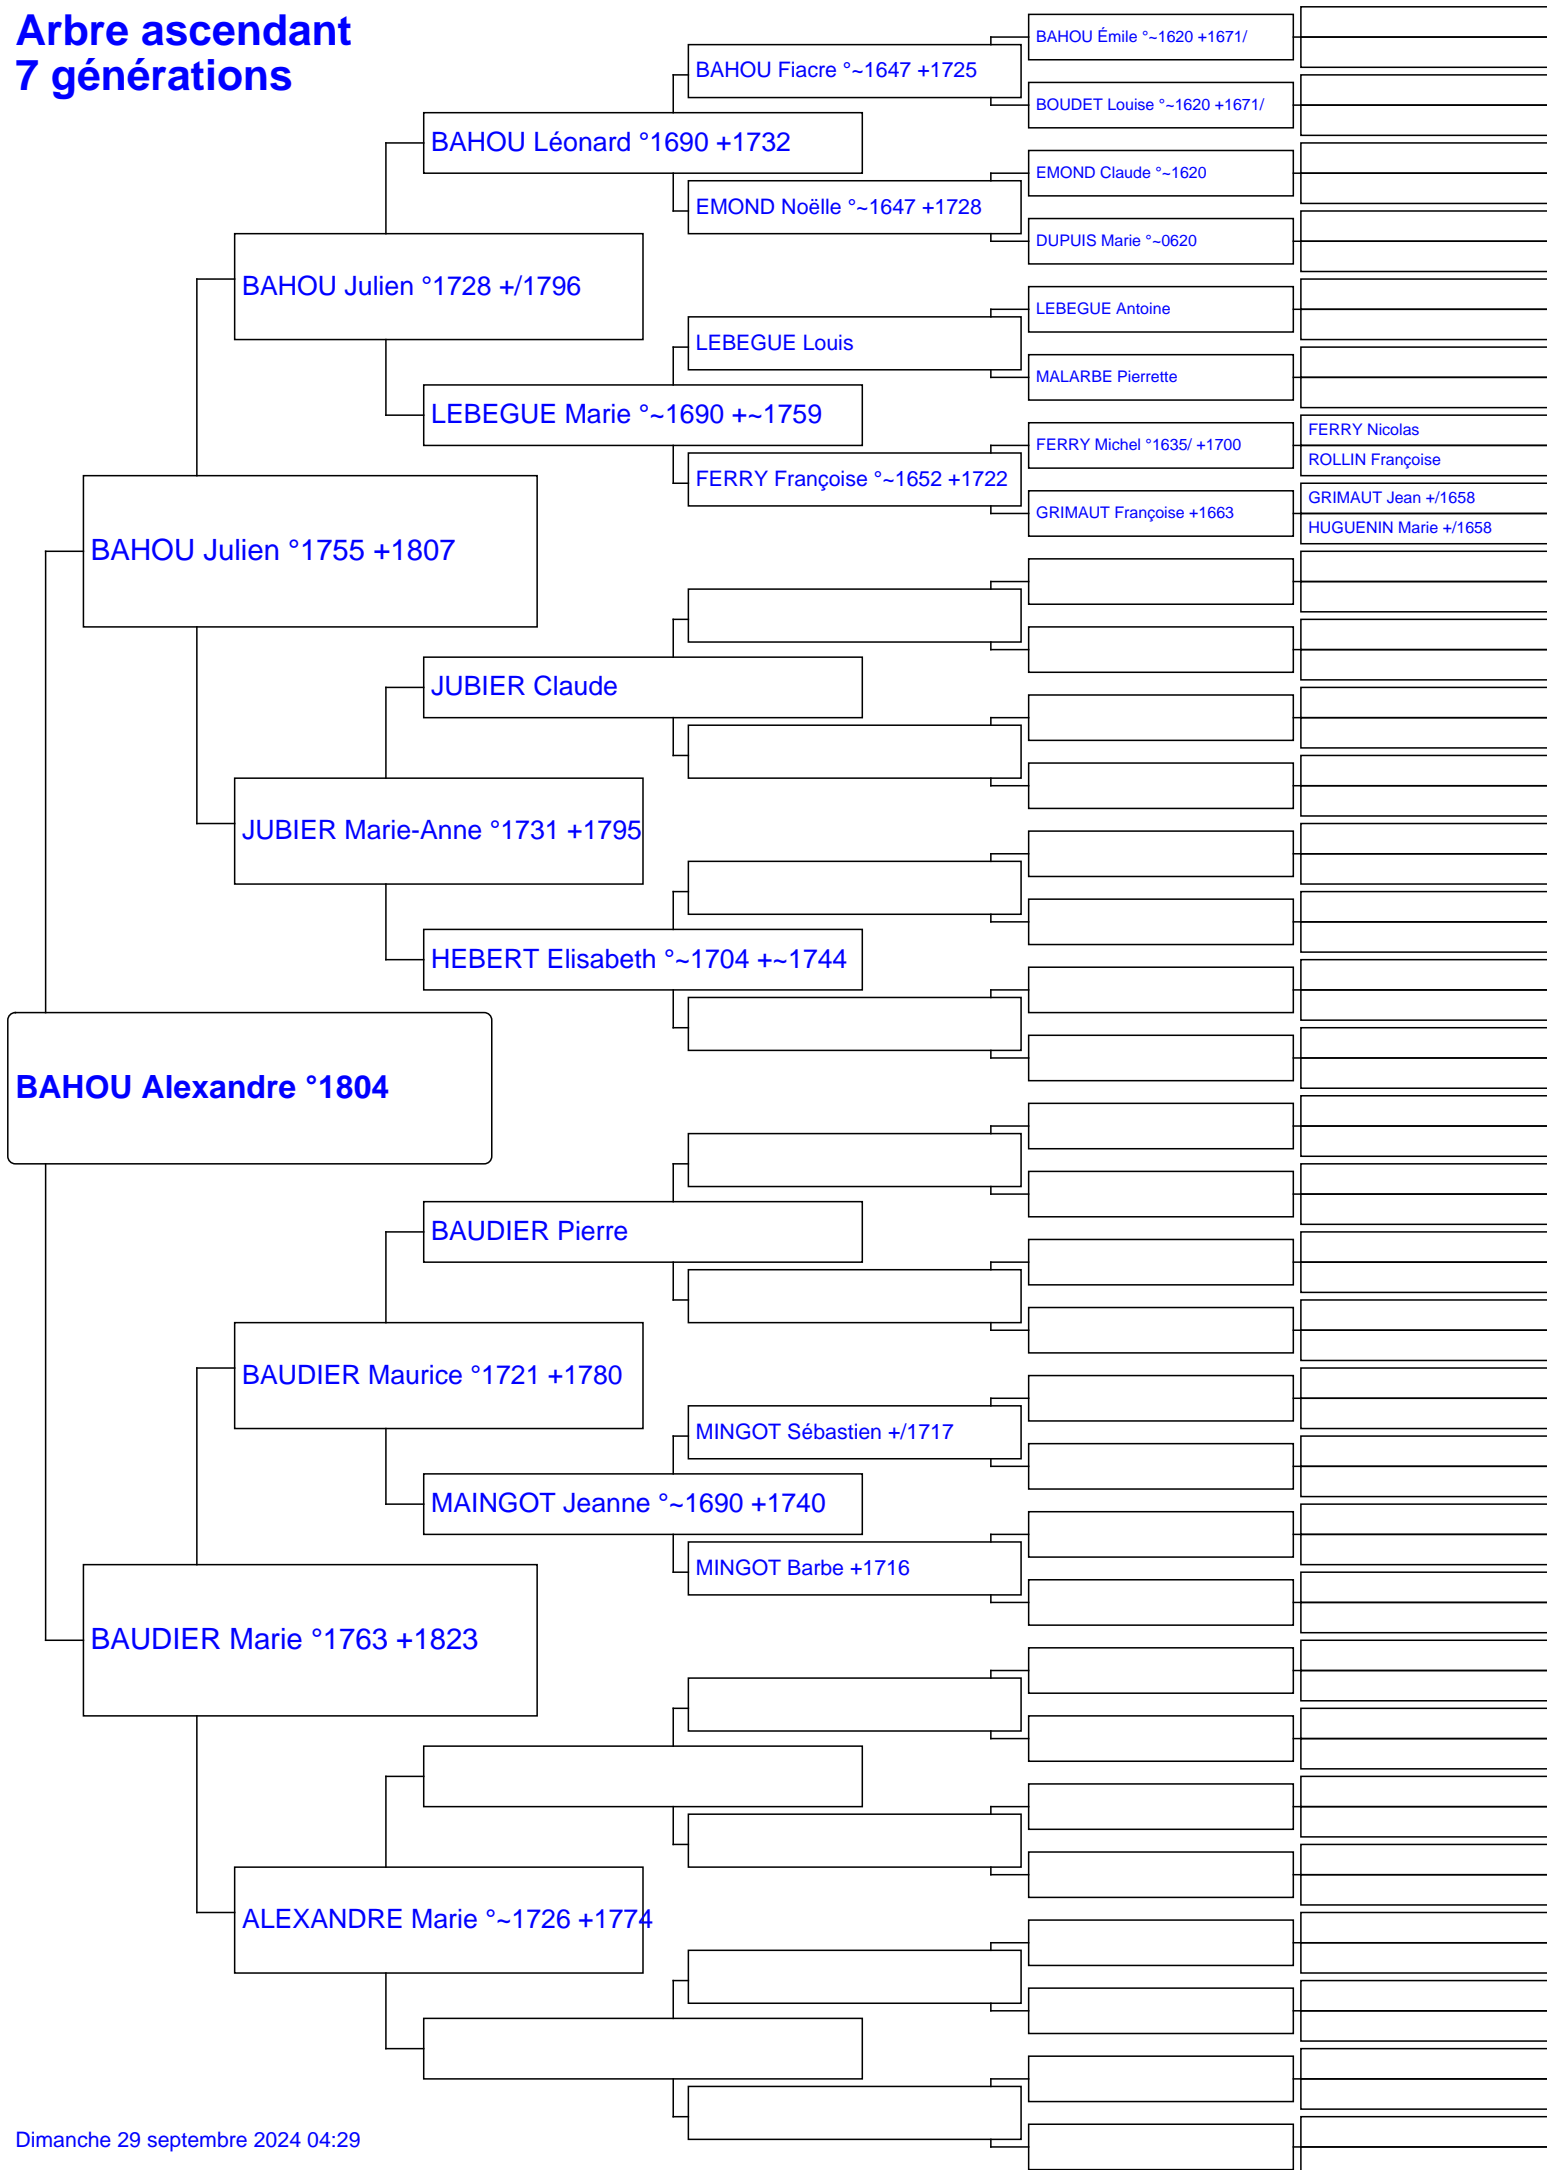 Arbre ascendant
7 générations
BAHOU Émile °~1620 +1671/
BAHOU Fiacre °~1647 +1725
BOUDET Louise °~1620 +1671/
BAHOU Léonard °1690 +1732
EMOND Claude °~1620
EMOND Noëlle °~1647 +1728
DUPUIS Marie °~0620
BAHOU Julien °1728 +/1796
LEBEGUE Antoine
LEBEGUE Louis
MALARBE Pierrette
LEBEGUE Marie °~1690 +~1759
FERRY Nicolas
FERRY Michel °1635/ +1700
ROLLIN Françoise
FERRY Françoise °~1652 +1722
GRIMAUT Jean +/1658
GRIMAUT Françoise +1663
HUGUENIN Marie +/1658
BAHOU Julien °1755 +1807
JUBIER Claude
JUBIER Marie-Anne °1731 +1795
HEBERT Elisabeth °~1704 +~1744
BAHOU Alexandre °1804
BAUDIER Pierre
BAUDIER Maurice °1721 +1780
MINGOT Sébastien +/1717
MAINGOT Jeanne °~1690 +1740
MINGOT Barbe +1716
BAUDIER Marie °1763 +1823
ALEXANDRE Marie °~1726 +1774
Dimanche 29 septembre 2024 04:29